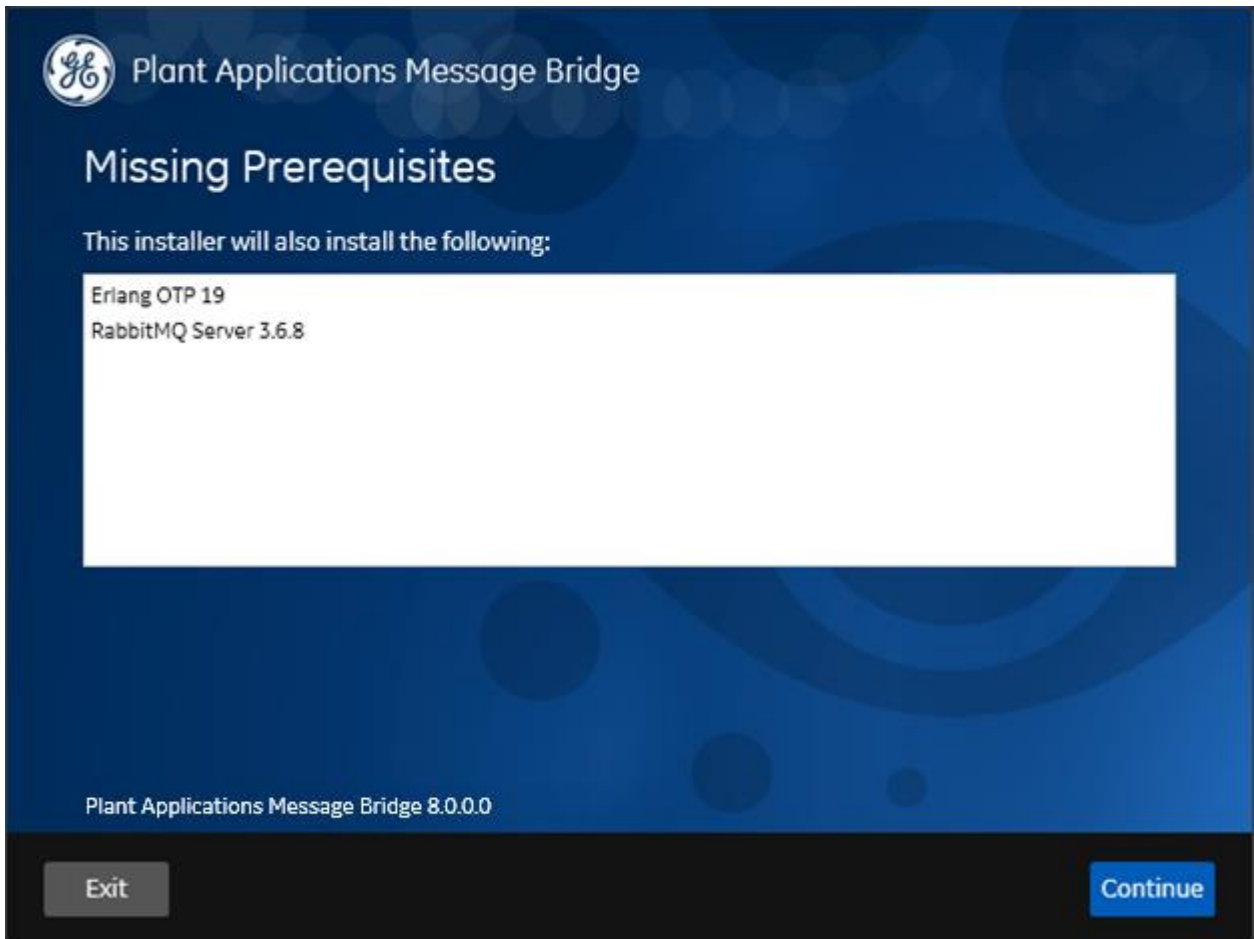 Plant Applications Message Bridge
Missing Prerequisites
This installer will also install the following:
Erlang OTP 19
RabbitMQ Server 3.6.8
Plant Applications Message Bridge 8.0.0.0
Exit
Continue